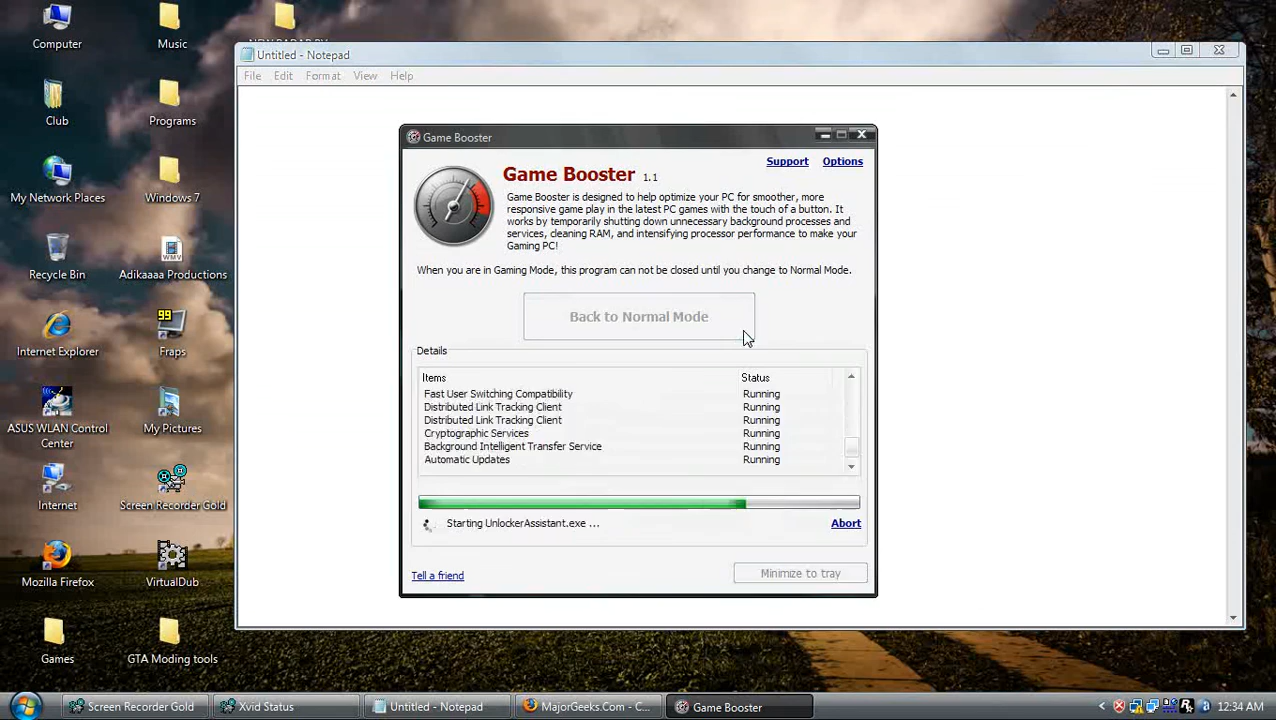 Computer
Music
Club
Programs
My Network Places
Windows 7
Recycle Bin
Adikaaaa Productions
Internet Explorer
99
Fraps
ASUS WLAN Control
Center
My Pictures
Internet
Screen Recorder Gold
Mozilla Firefox
VirtualDub
Games
GTA Moding tools
Untitled - Notepad
File Edit Format View Help
Game Booster
Support Options
Game Booster 1.1
Game Booster is designed to help optimize your PC for smoother, more
responsive game play in the latest PC games with the touch of a button. It
works by temporarily shutting down unnecessary background processes and
services, cleaning RAM, and intensifying processor performance to make your
Gaming PC!
When you are in Gaming Mode, this program can not be closed until you change to Normal Mode.
Back to Normal Mode
Details
Items Status
Fast User Switching Compatibility Running
Distributed Link Tracking Client Running
Distributed Link Tracking Client Running
Cryptographic Services Running
Background Intelligent Transfer Service Running
Automatic Updates Running
Starting UnlockerAssistant.exe ...
Abort
Tell a friend
Minimize to tray
Screen Recorder Gold
Xvid Status
Untitled - Notepad
MajorGeeks.Com - C...
Game Booster
12:34 AM